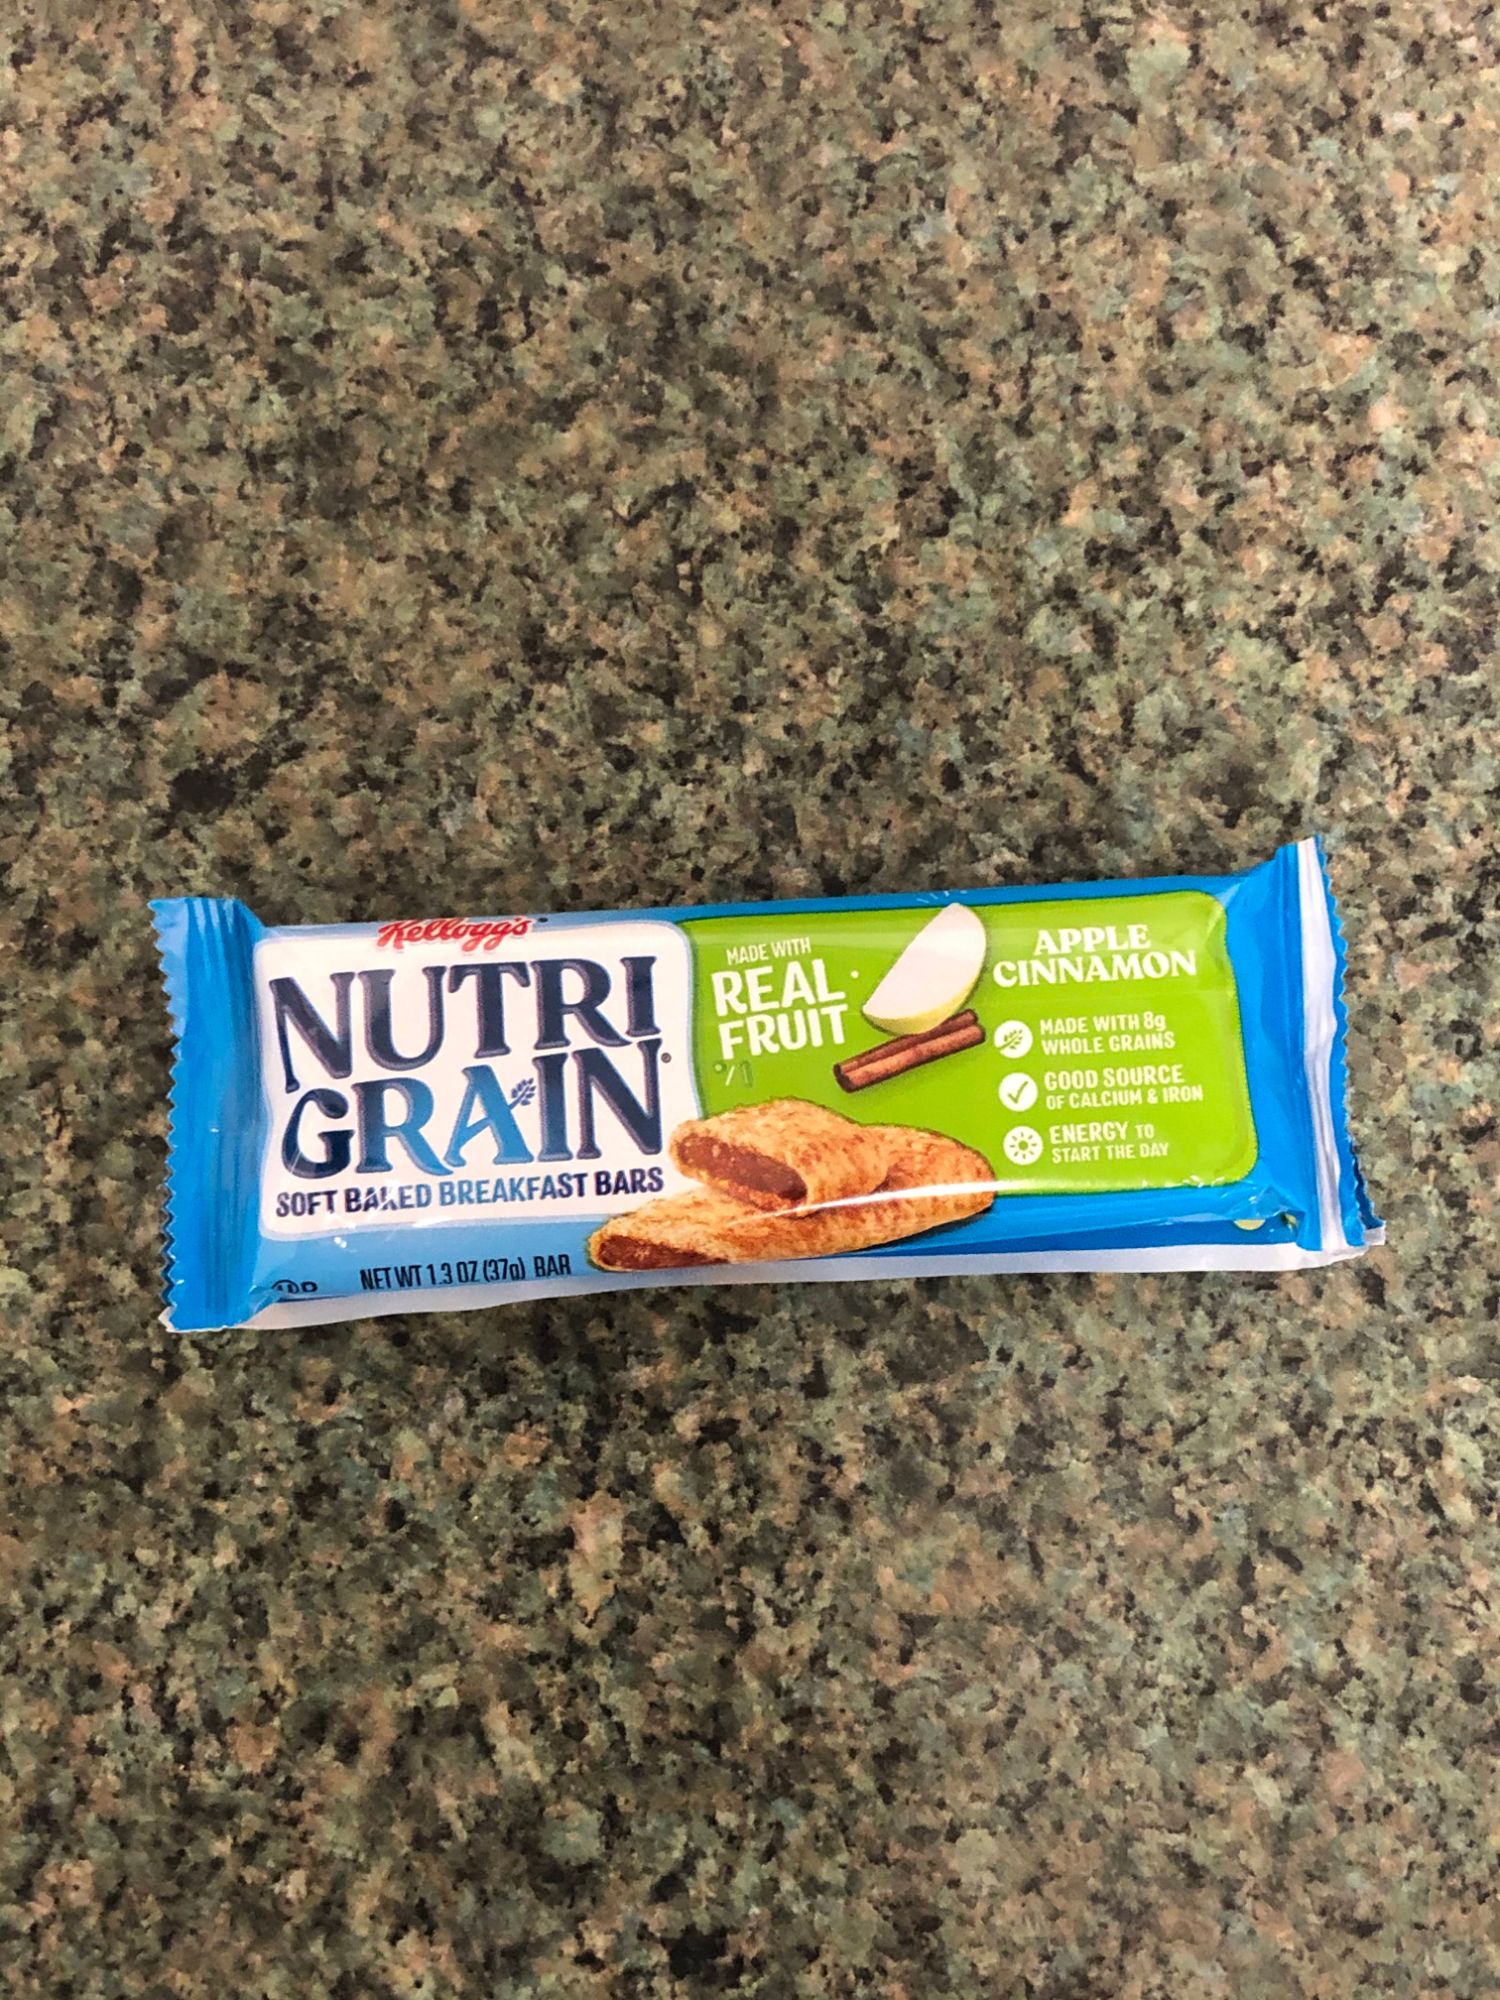 Kellogg's
NUTRI
GRAIN®
SOFT BAKED BREAKFAST BARS
NET WT 1.3 OZ (37g) BAR
MADE WITH
REAL
FRUIT
APPLE
CINNAMON
MADE WITH 8g
WHOLE GRAINS
GOOD SOURCE
OF CALCIUM & IRON
ENERGY TO
START THE DAY